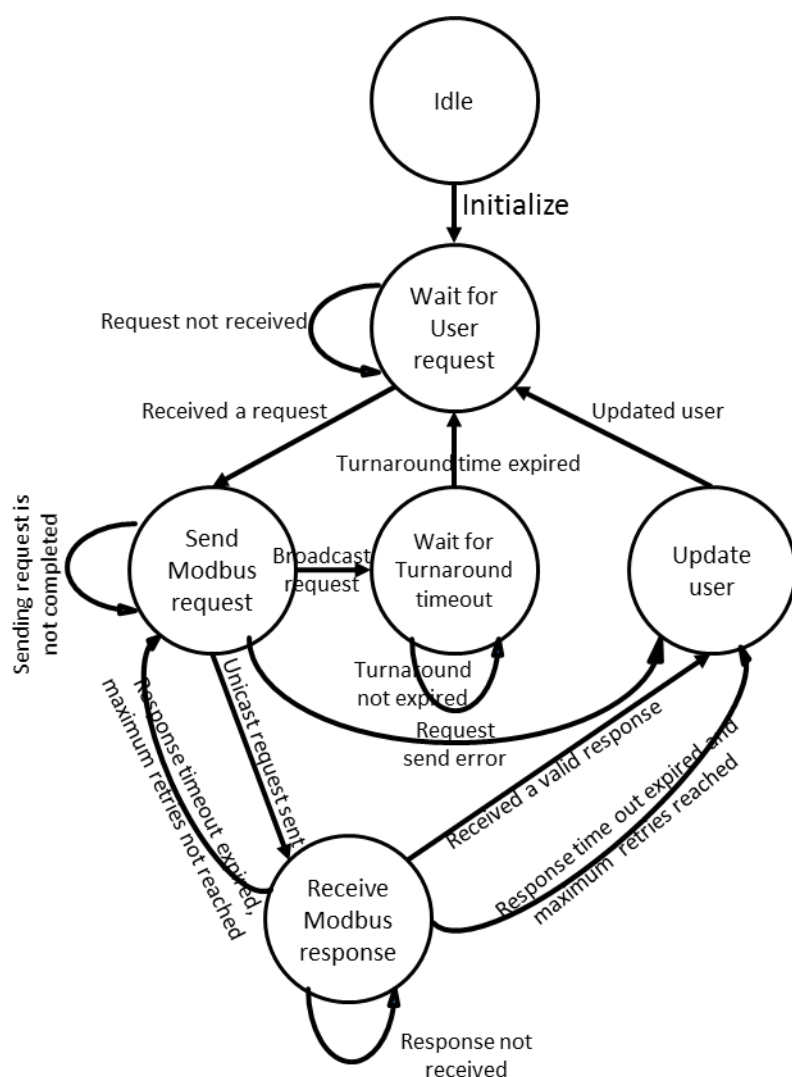 Idle
Initialize
Wait for
User
request
Request not received
Received a request
Updated user
Turnaround time expired
Sending request is
not completed
Send
Modbus
request
Broadcast
request
Wait for
Turnaround
timeout
Update
user
Turnaround
not expired
Request
send error
Unicast request sent
Response timeout expired,
maximum retries not reached
Received a valid response
Response time out expired and
maximum retries reached
Receive
Modbus
response
Response not
received